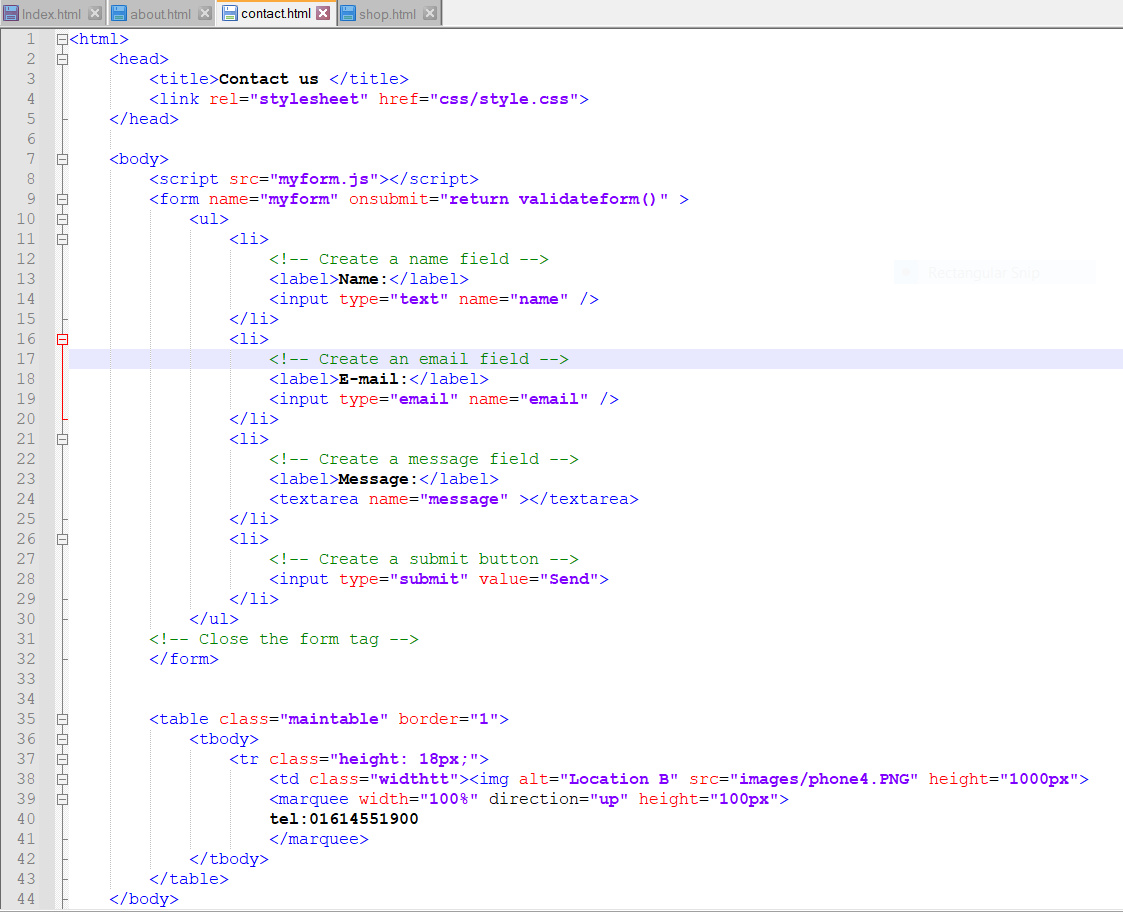 Index.html about.html contact.html shop.html
1 <html>
2 <head>
3 <title>Contact us </title>
4 <link rel="stylesheet" href="css/style.css">
5 </head>
6
7 <body>
8 <script src="myform.js"></script>
9 <form name="myform" onsubmit="return validateform()" >
10 <ul>
11 <li>
12 <!-- Create a name field -->
13 <label>Name:</label>
14 <input type="text" name="name" />
15 </li>
16 <li>
17 <!-- Create an email field -->
18 <label>E-mail:</label>
19 <input type="email" name="email" />
20 </li>
21 <li>
22 <!-- Create a message field -->
23 <label>Message:</label>
24 <textarea name="message" ></textarea>
25 </li>
26 <li>
27 <!-- Create a submit button -->
28 <input type="submit" value="Send">
29 </li>
30 </ul>
31 <!-- Close the form tag -->
32 </form>
33
34
35 <table class="maintable" border="1">
36 <tbody>
37 <tr class="height: 18px;">
38 <td class="widthtt"><img alt="Location B" src="images/phone4.PNG" height="1000px">
39 <marquee width="100%" direction="up" height="100px">
40 tel:01614551900
41 </marquee>
42 </tbody>
43 </table>
44 </body>
Rectangular Snip